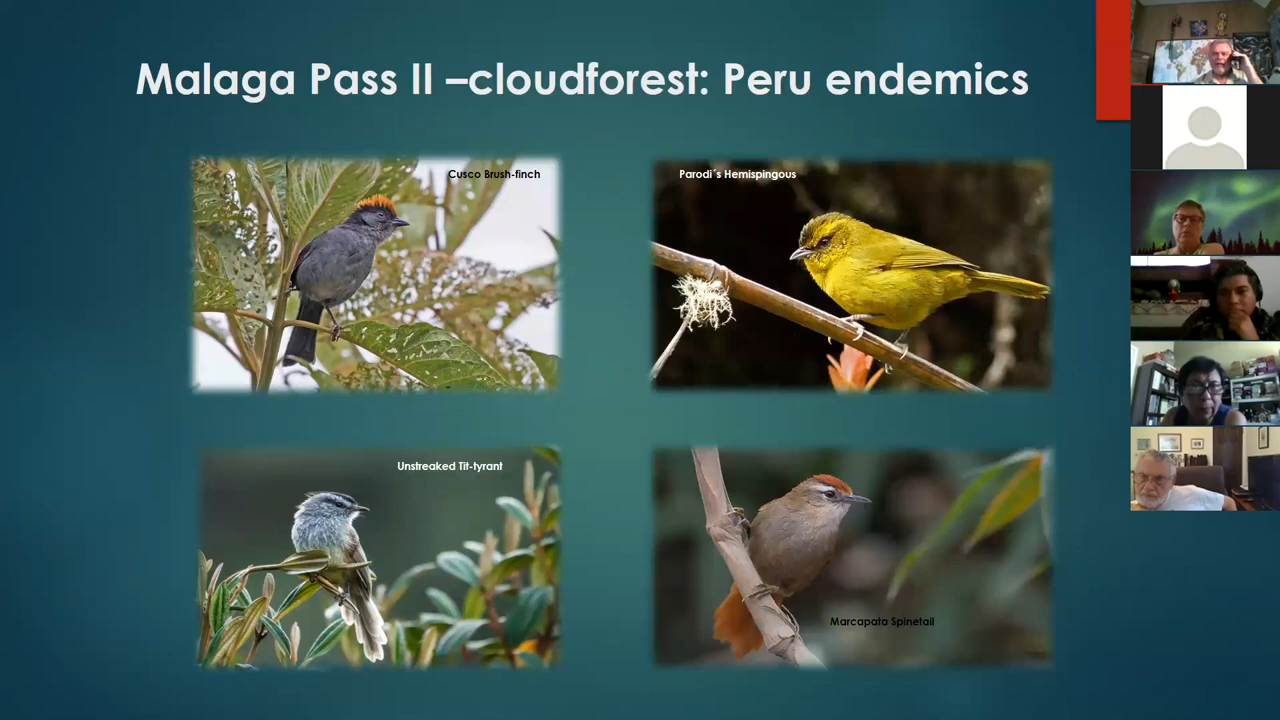 Malaga Pass II –cloudforest: Peru endemics
Cusco Brush-finch
Parodi´s Hemispingous
Unstreaked Tit-tyrant
Marcapata Spinetail